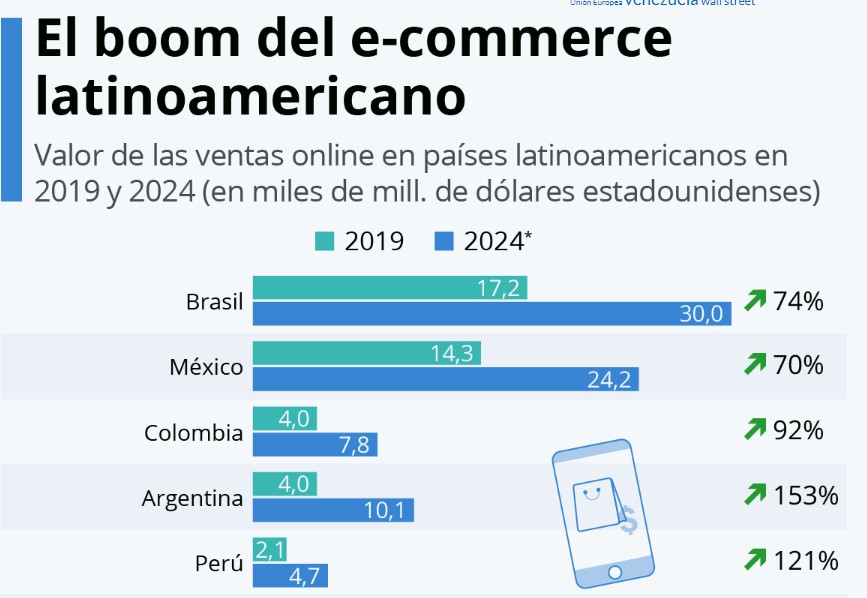 Unión Europea Venezuela wall street
El boom del e-commerce
latinoamericano
Valor de las ventas online en países latinoamericanos en
2019 y 2024 (en miles de mill. de dólares estadounidenses)
2019 2024*
Brasil 17,2 30,0 74%
México 14,3 24,2 70%
Colombia 4,0 7,8 92%
Argentina 4,0 10,1 153%
$
Perú 2,1 4,7 121%